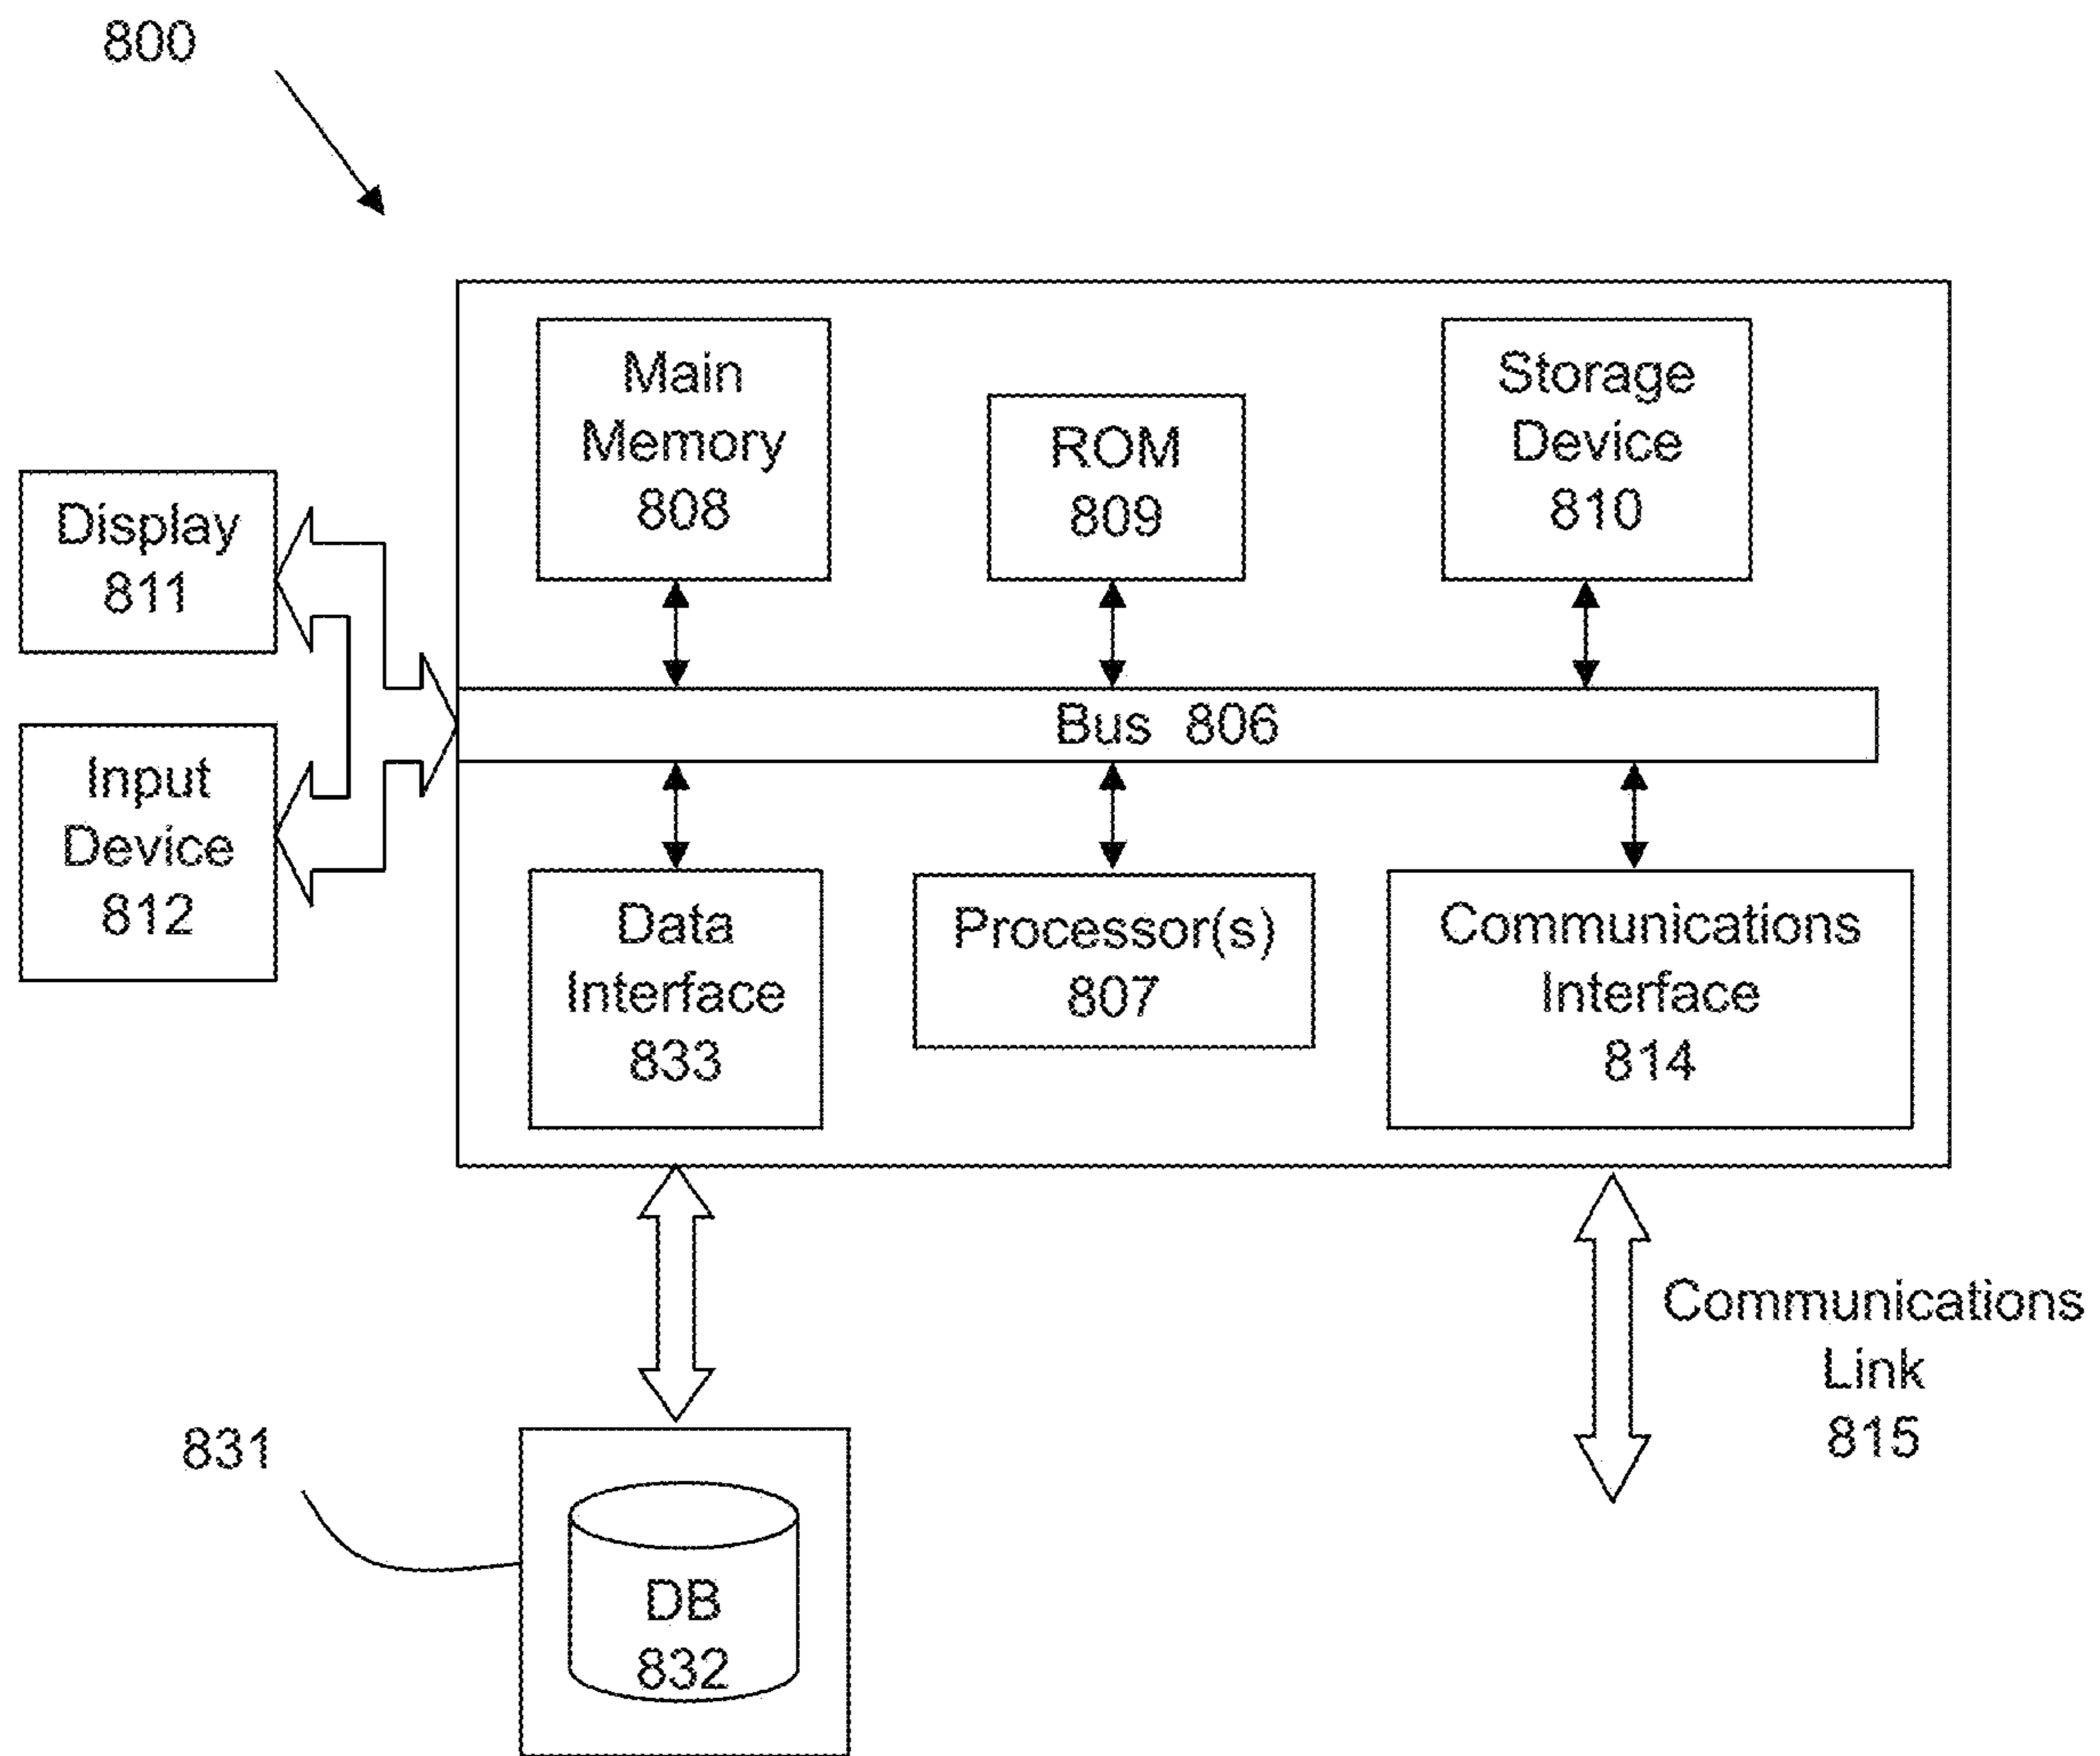 800
Main
Memory
808
ROM
809
Storage
Device
810
Display
811
Bus 806
Input
Device
812
Data
Interface
833
Processor(s)
807
Communications
Interface
814
Communications
Link
815
831
DB
832